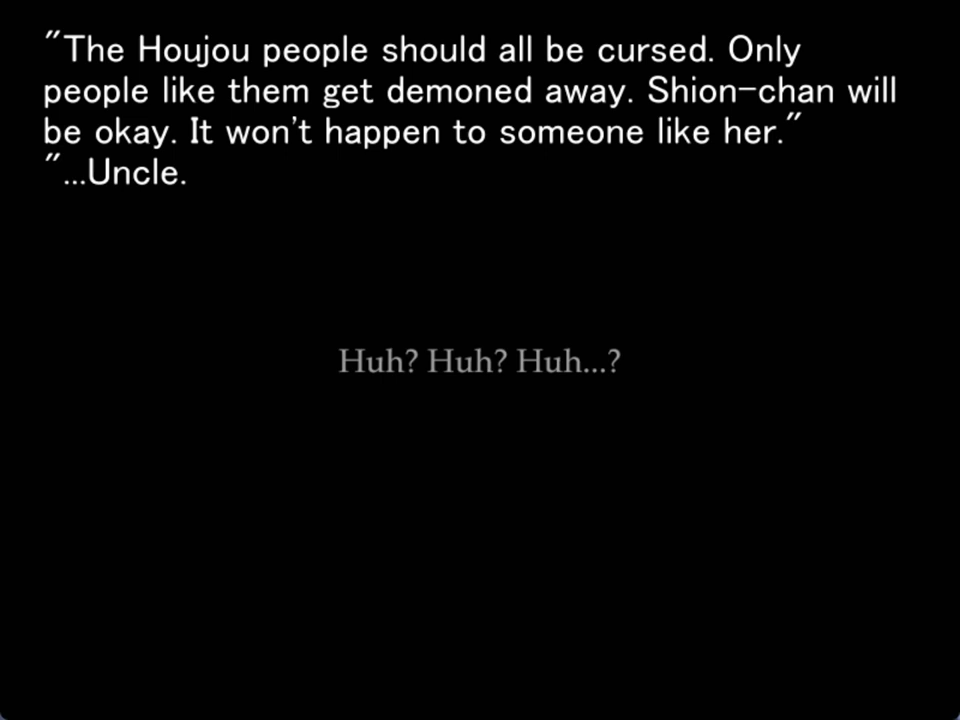 "The Houjou people should all be cursed. Only
people like them get demoned away. Shion-chan will
be okay. It won't happen to someone like her."
"...Uncle.
Huh? Huh? Huh...?